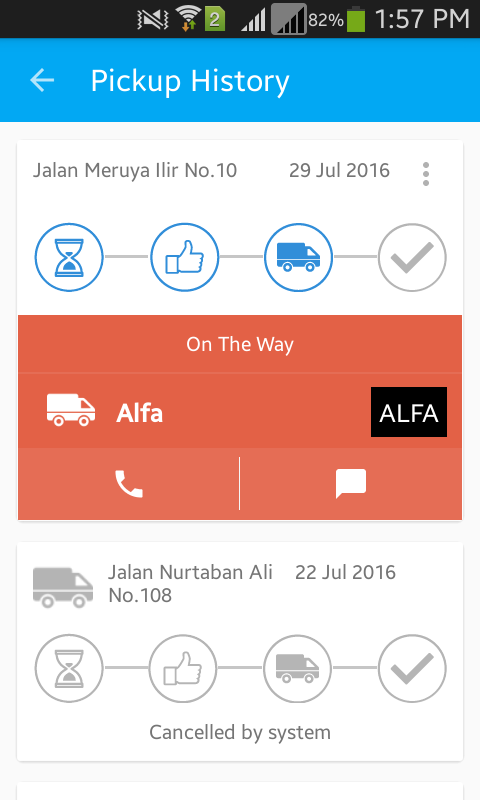 2
82%
1:57 PM
Pickup History
Jalan Meruya Ilir No.10 29 Jul 2016
On The Way
Alfa
ALFA
Jalan Nurtaban Ali 22 Jul 2016
No.108
Cancelled by system